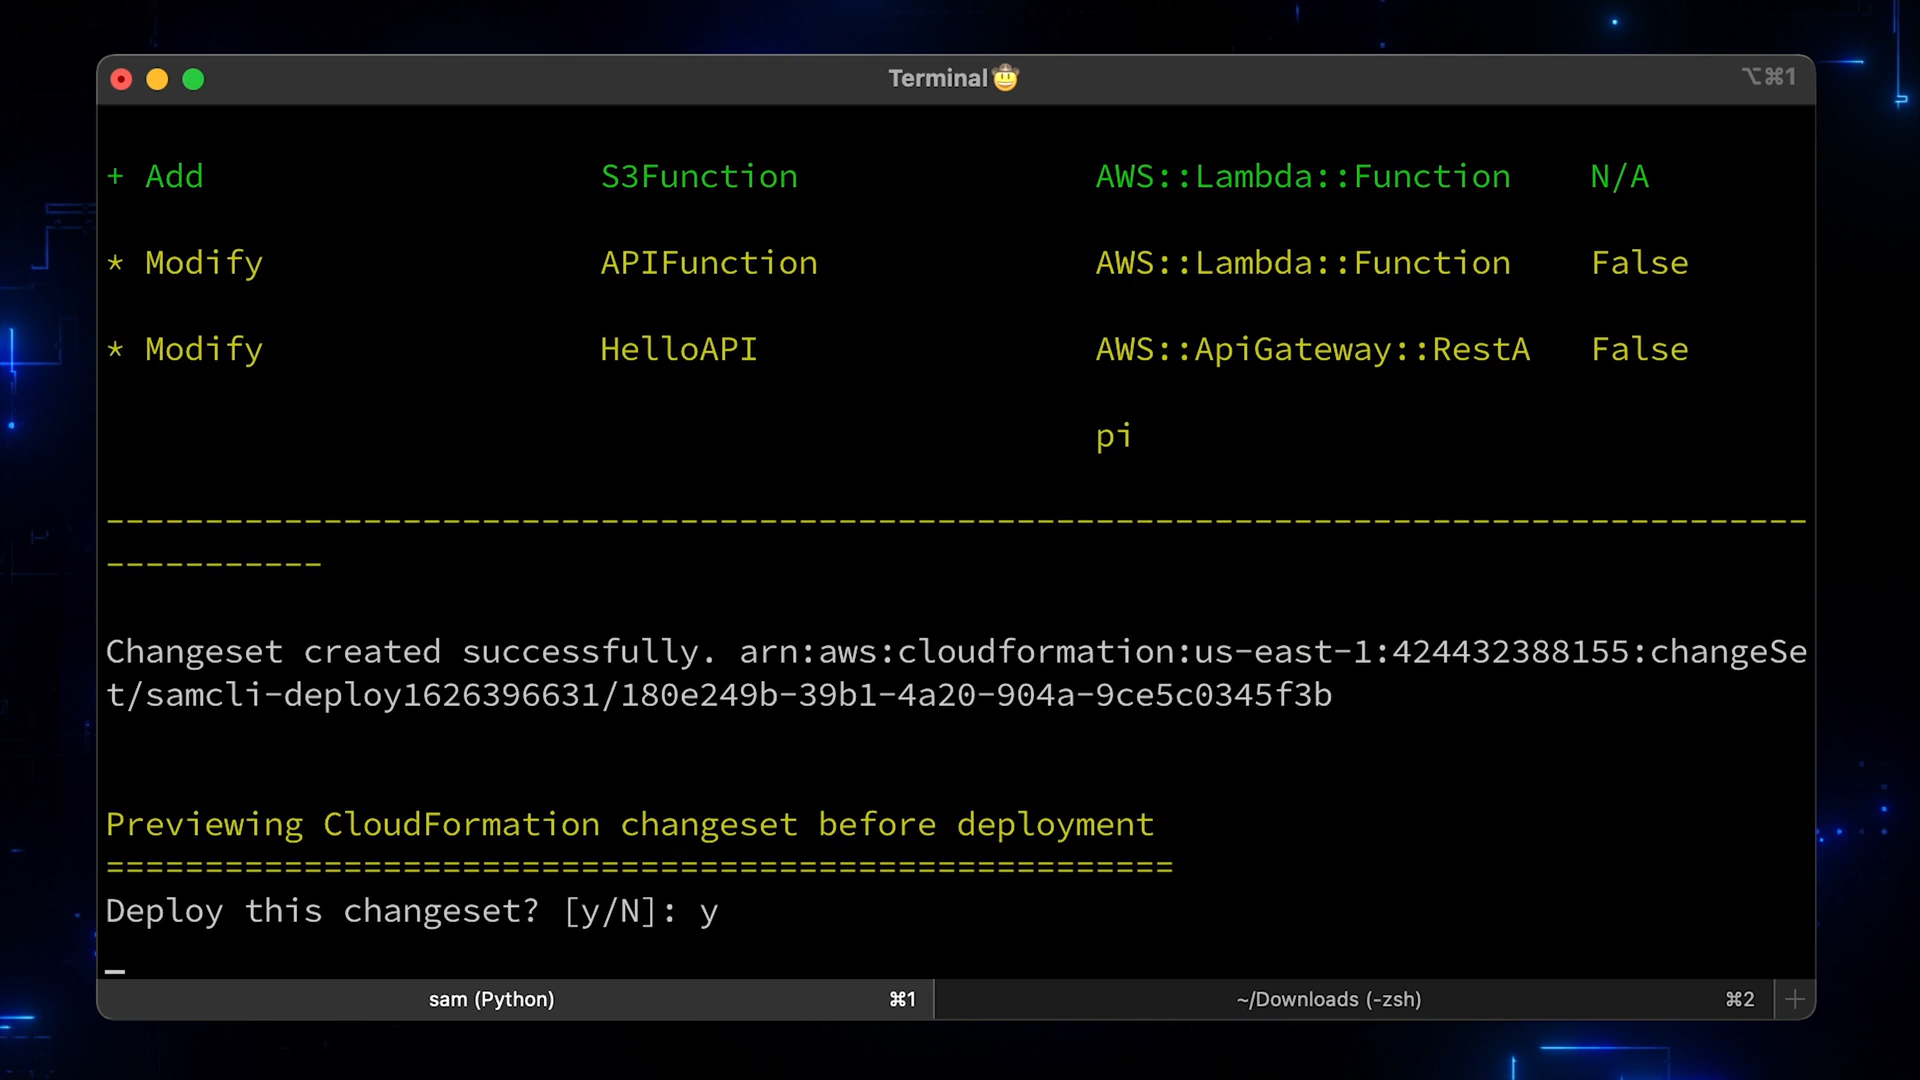 Terminal🤠
⌥⌘1
+ Add S3Function AWS::Lambda::Function N/A
* Modify APIFunction AWS::Lambda::Function False
* Modify HelloAPI AWS::ApiGateway::RestA False
pi
--------------------------------------------------------------------------------------
-----------
Changeset created successfully. arn:aws:cloudformation:us-east-1:424432388155:changeSe
t/samcli-deploy1626396631/180e249b-39b1-4a20-904a-9ce5c0345f3b
Previewing CloudFormation changeset before deployment
======================================================
Deploy this changeset? [y/N]: y
sam (Python) ⌘1 ~/Downloads (-zsh) ⌘2 +